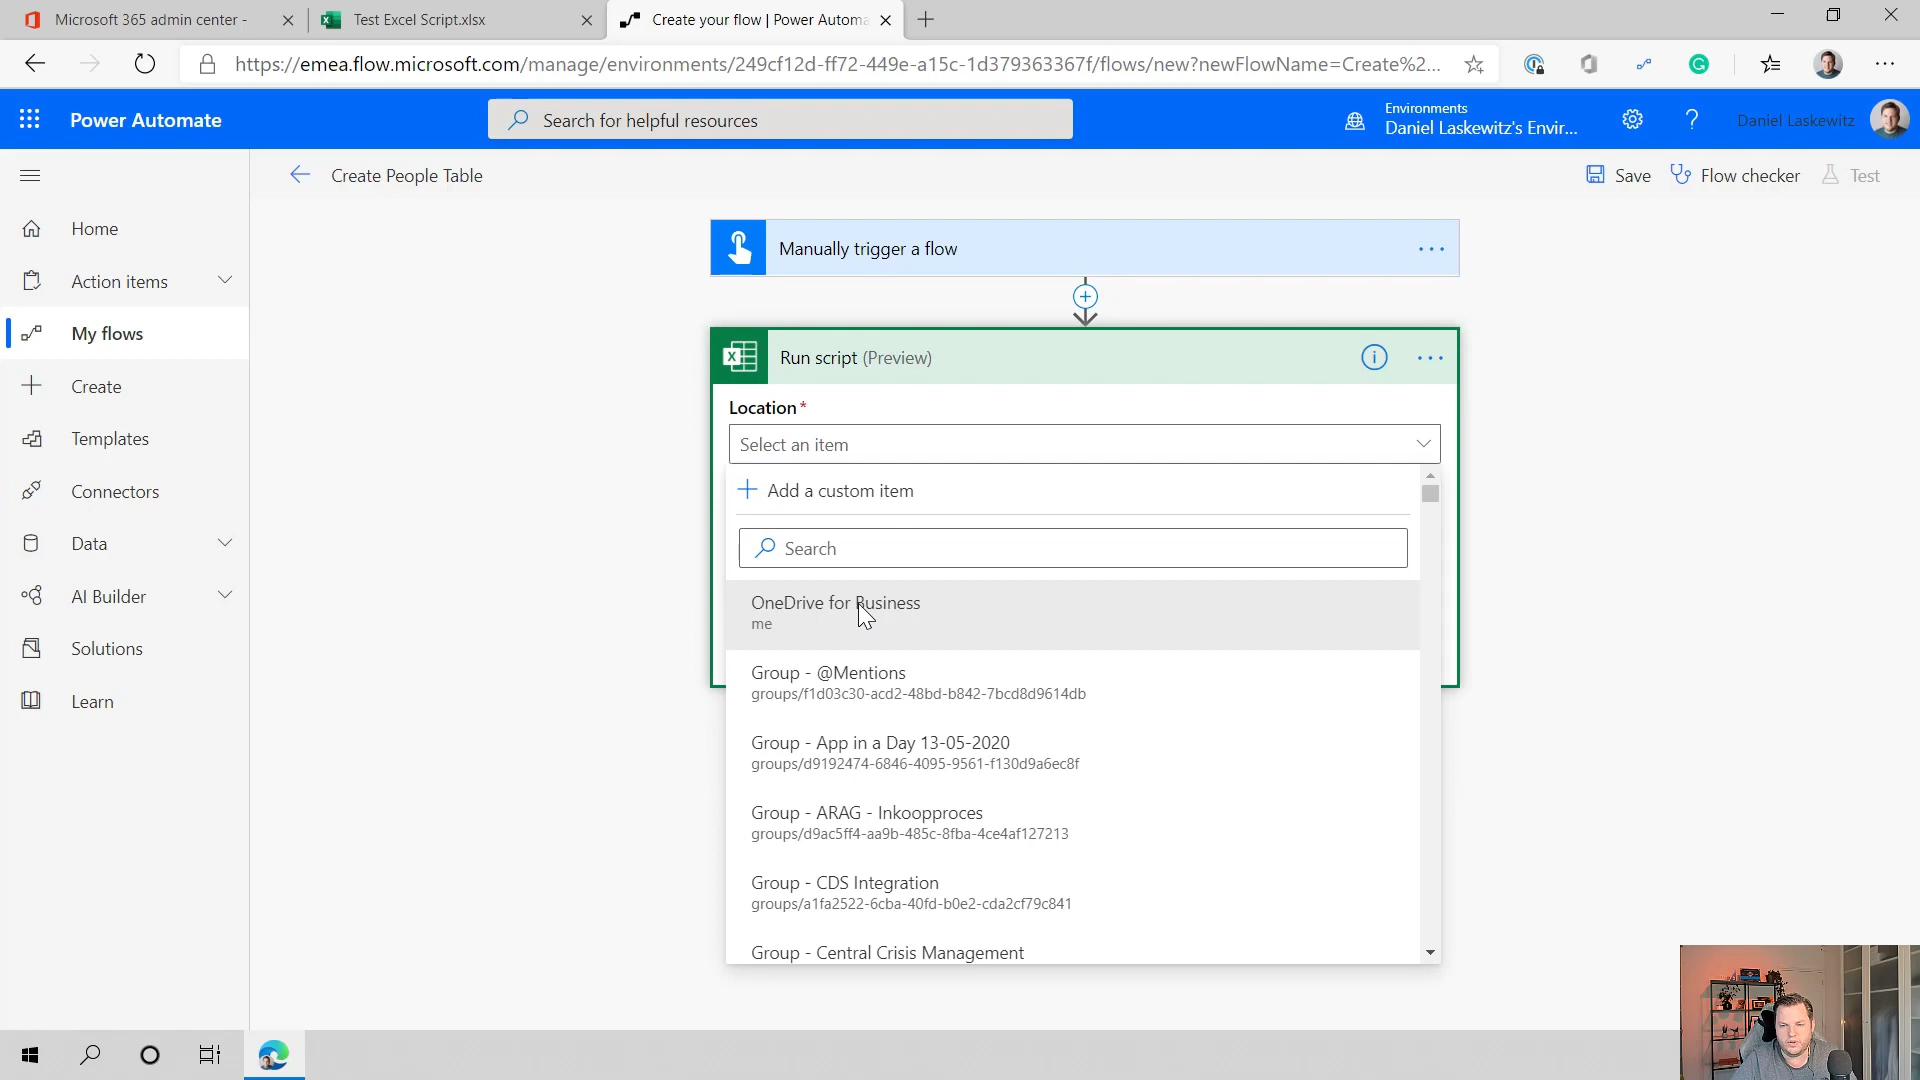 Microsoft 365 admin center -
Test Excel Script.xlsx
Create your flow | Power Automa
https://emea.flow.microsoft.com/manage/environments/249cf12d-ff72-449e-a15c-1d379363367f/flows/new?newFlowName=Create%2...
Power Automate
Search for helpful resources
Environments
Daniel Laskewitz's Envir...
Daniel Laskewitz
Create People Table
Save
Flow checker
Test
Home
Action items
My flows
Create
Templates
Connectors
Data
AI Builder
Solutions
Learn
Manually trigger a flow
Run script (Preview)
Location *
Select an item
Add a custom item
Search
OneDrive for Business
me
Group - @Mentions
groups/f1d03c30-acd2-48bd-b842-7bcd8d9614db
Group - App in a Day 13-05-2020
groups/d9192474-6846-4095-9561-f130d9a6ec8f
Group - ARAG - Inkoopproces
groups/d9ac5ff4-aa9b-485c-8fba-4ce4af127213
Group - CDS Integration
groups/a1fa2522-6cba-40fd-b0e2-cda2cf79c841
Group - Central Crisis Management